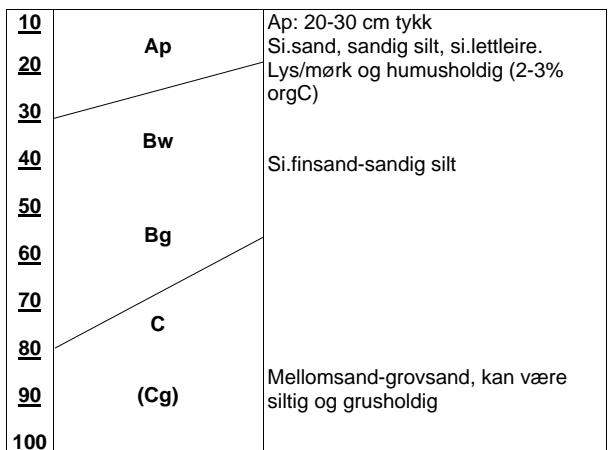 10
Ap
Ap: 20-30 cm tykk
Si.sand, sandig silt, si.lettleire.
20
Lys/mørk og humusholdig (2-3%
orgC)
30
Bw
40
Si.finsand-sandig silt
50
Bg
60
70
C
80
Mellomsand-grovsand, kan være
90
(Cg)
siltig og grusholdig
100